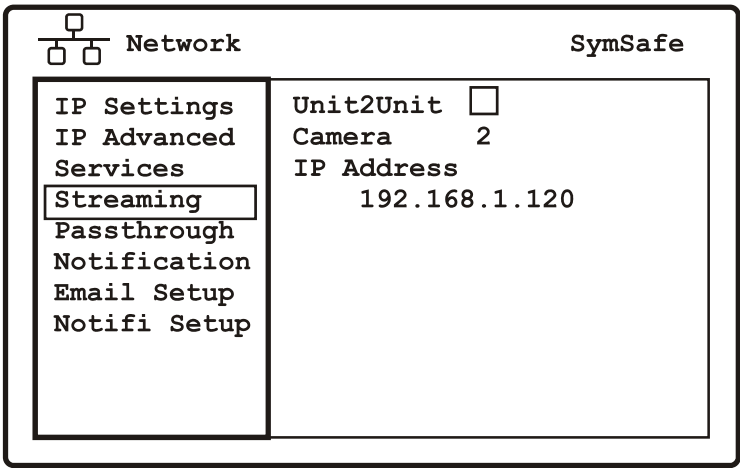 Network
SymSafe
IP Settings
IP Advanced
Services
Streaming
Passthrough
Notification
Email Setup
Notifi Setup
Unit2Unit
Camera 2
IP Address
192.168.1.120